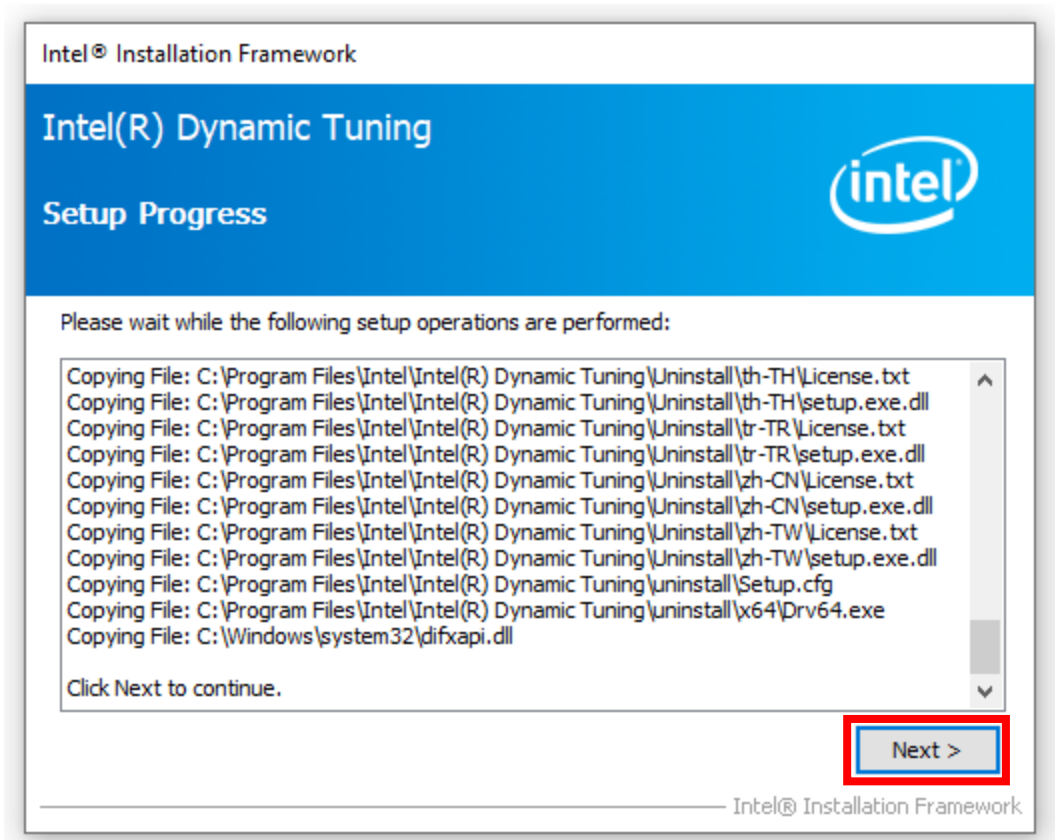 Intel® Installation Framework
Intel(R) Dynamic Tuning
intel
Setup Progress
Please wait while the following setup operations are performed:
Copying File: C:\Program Files\Intel\Intel(R) Dynamic Tuning\Uninstall\th-TH\License.txt
Copying File: C:\Program Files\Intel\Intel(R) Dynamic Tuning\Uninstall\th-TH\setup.exe.dll
Copying File: C:\Program Files\Intel\Intel(R) Dynamic Tuning\Uninstall\tr-TR\License.txt
Copying File: C:\Program Files\Intel\Intel(R) Dynamic Tuning\Uninstall\tr-TR\setup.exe.dll
Copying File: C:\Program Files\Intel\Intel(R) Dynamic Tuning\Uninstall\zh-CN\License.txt
Copying File: C:\Program Files\Intel\Intel(R) Dynamic Tuning\Uninstall\zh-CN\setup.exe.dll
Copying File: C:\Program Files\Intel\Intel(R) Dynamic Tuning\Uninstall\zh-TW\License.txt
Copying File: C:\Program Files\Intel\Intel(R) Dynamic Tuning\Uninstall\zh-TW\setup.exe.dll
Copying File: C:\Program Files\Intel\Intel(R) Dynamic Tuning\uninstall\Setup.cfg
Copying File: C:\Program Files\Intel\Intel(R) Dynamic Tuning\uninstall\x64\Drv64.exe
Copying File: C:\Windows\system32\difxapi.dll
Click Next to continue.
Next >
Intel® Installation Framework